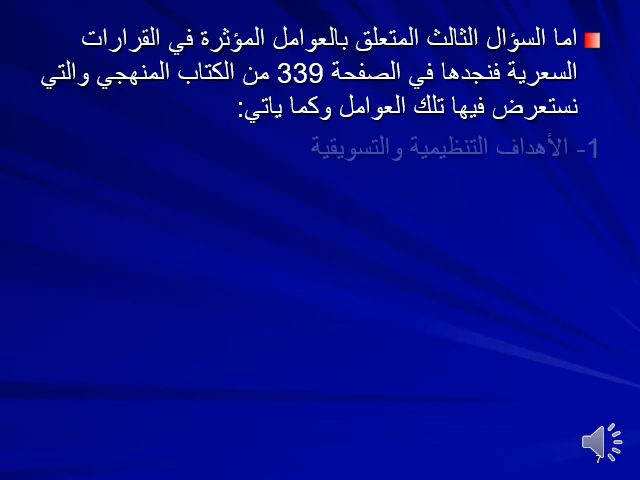 اما السؤال الثالث المتعلق بالعوامل المؤثرة في القرارات
السعرية فنجدها في الصفحة 339 من الكتاب المنهجي والتي
نستعرض فيها تلك العوامل وكما ياتي:
1- الأهداف التنظيمية والتسويقية
7